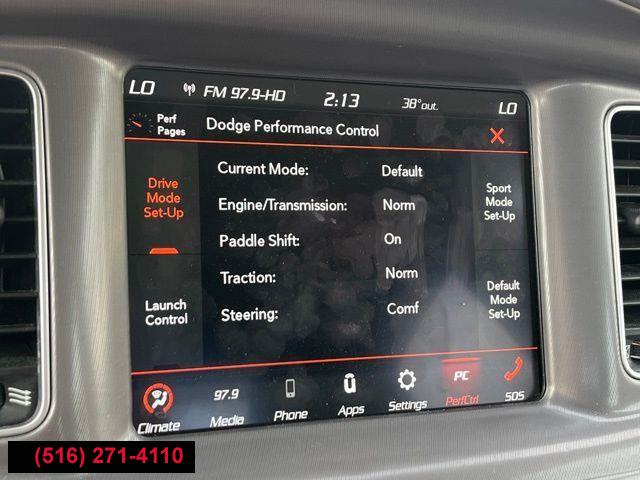 LO FM 97.9-HD 2:13 38°out. LO
Perf
Pages
Dodge Performance Control
Drive
Mode
Set-Up
Current Mode: Default
Engine/Transmission: Norm
Paddle Shift: On
Traction: Norm
Steering: Comf
Sport
Mode
Set-Up
Launch
Control
Default
Mode
Set-Up
Climate
97.9
Media
Phone
Apps
Settings
PC
PerfCtrl
SOS
(516) 271-4110